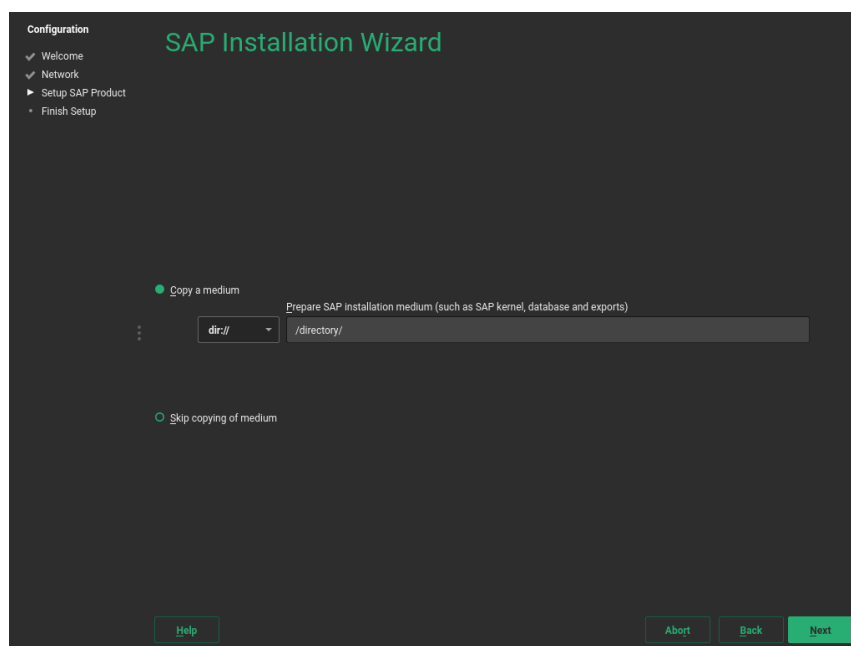 Configuration
Welcome
Network
Setup SAP Product
Finish Setup
SAP Installation Wizard
Copy a medium
Prepare SAP installation medium (such as SAP kernel, database and exports)
dir:// /directory/
Skip copying of medium
Help Abort Back Next